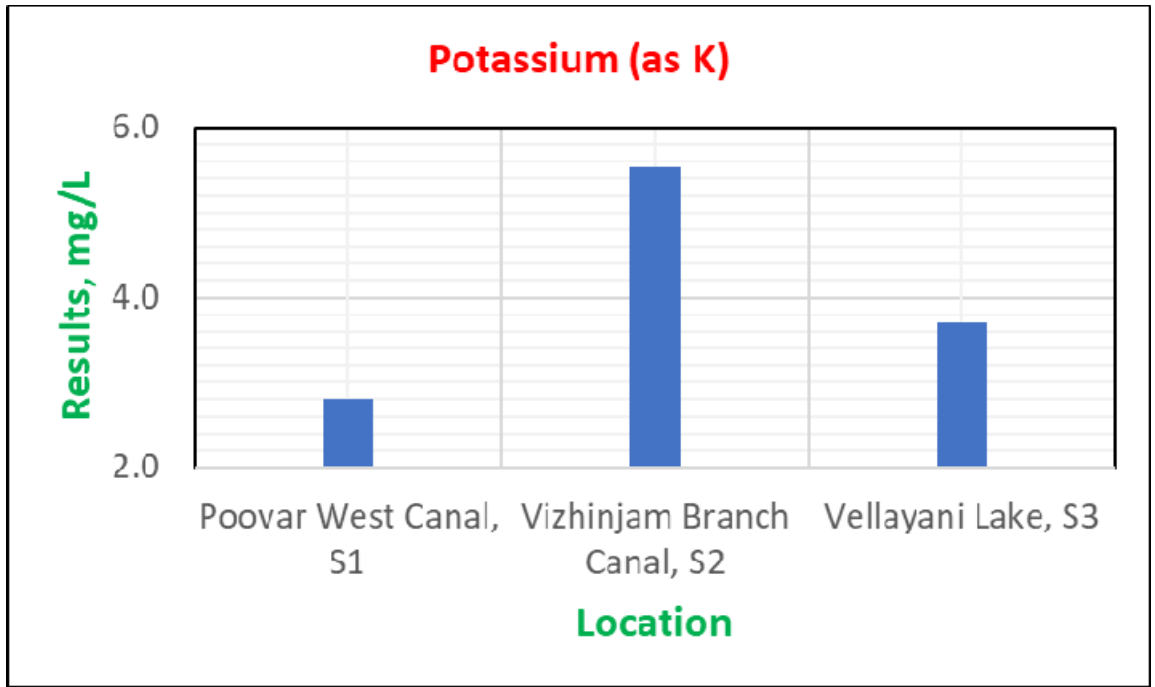 Potassium (as K)
Results, mg/L
6.0
4.0
2.0
Poovar West Canal,
S1
Vizhinjam Branch
Canal, S2
Vellayani Lake, S3
Location